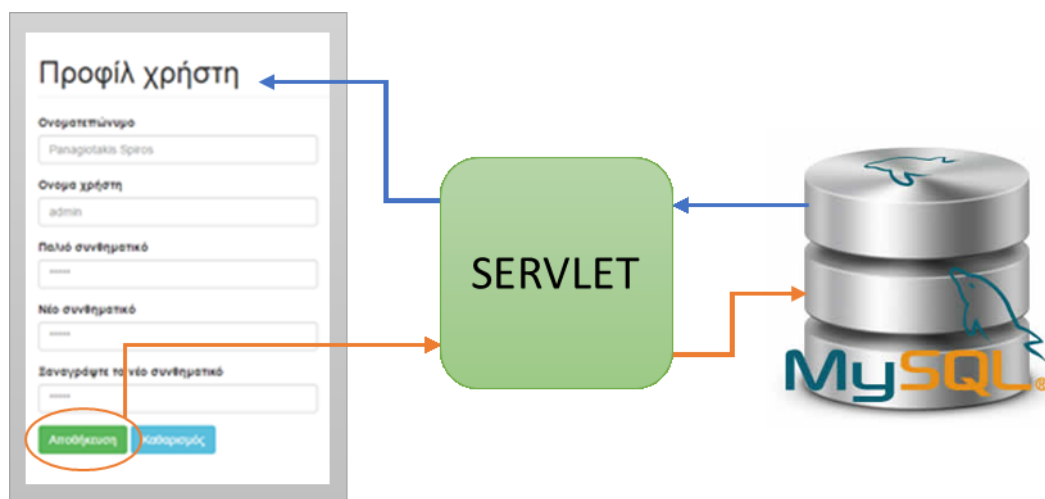 Προφίλ χρήστη
Ονοματεπώνυμο
Panagiotakis Spiros
Ονομα χρήστη
admin
Παλιό συνθηματικό
Νέο συνθηματικό
Ξαναγράψτε το νέο συνθηματικό
Αποθήκευση Καθαρισμός
SERVLET
MySQL®